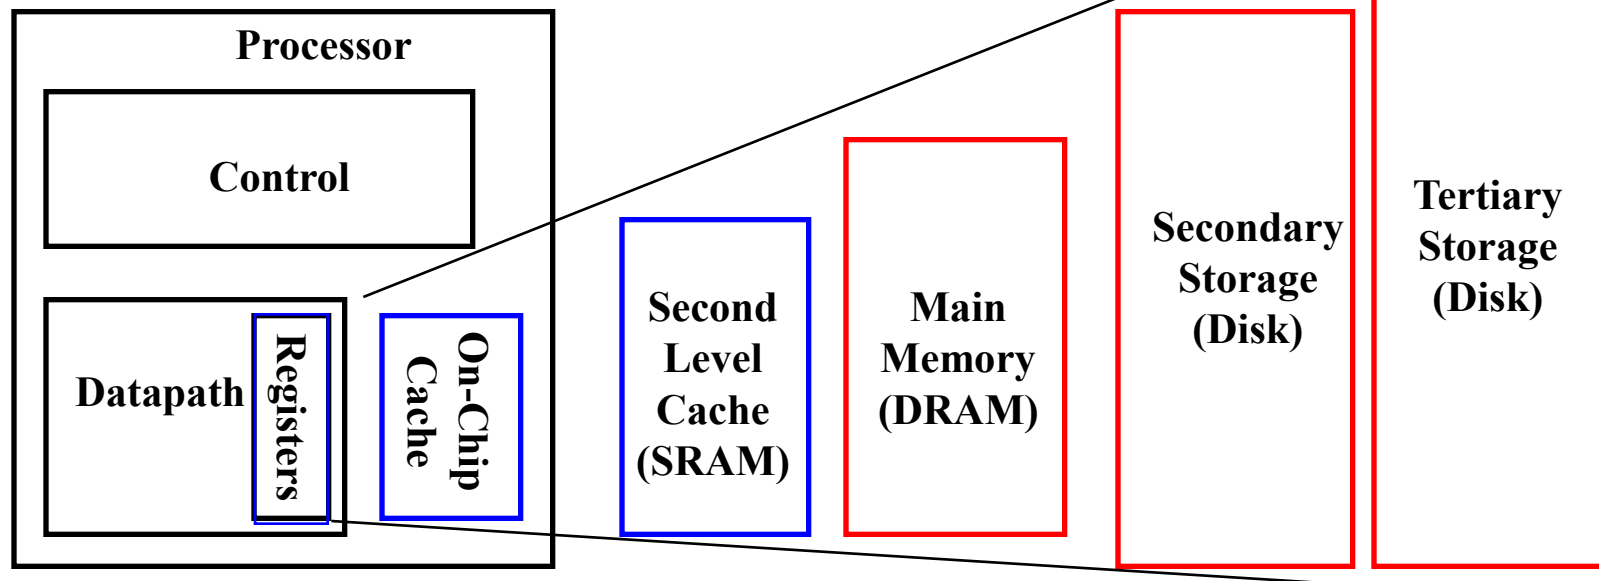 Processor
Control
Datapath
Registers
On-Chip
Cache
Second
Level
Cache
(SRAM)
Main
Memory
(DRAM)
Secondary
Storage
(Disk)
Tertiary
Storage
(Disk)